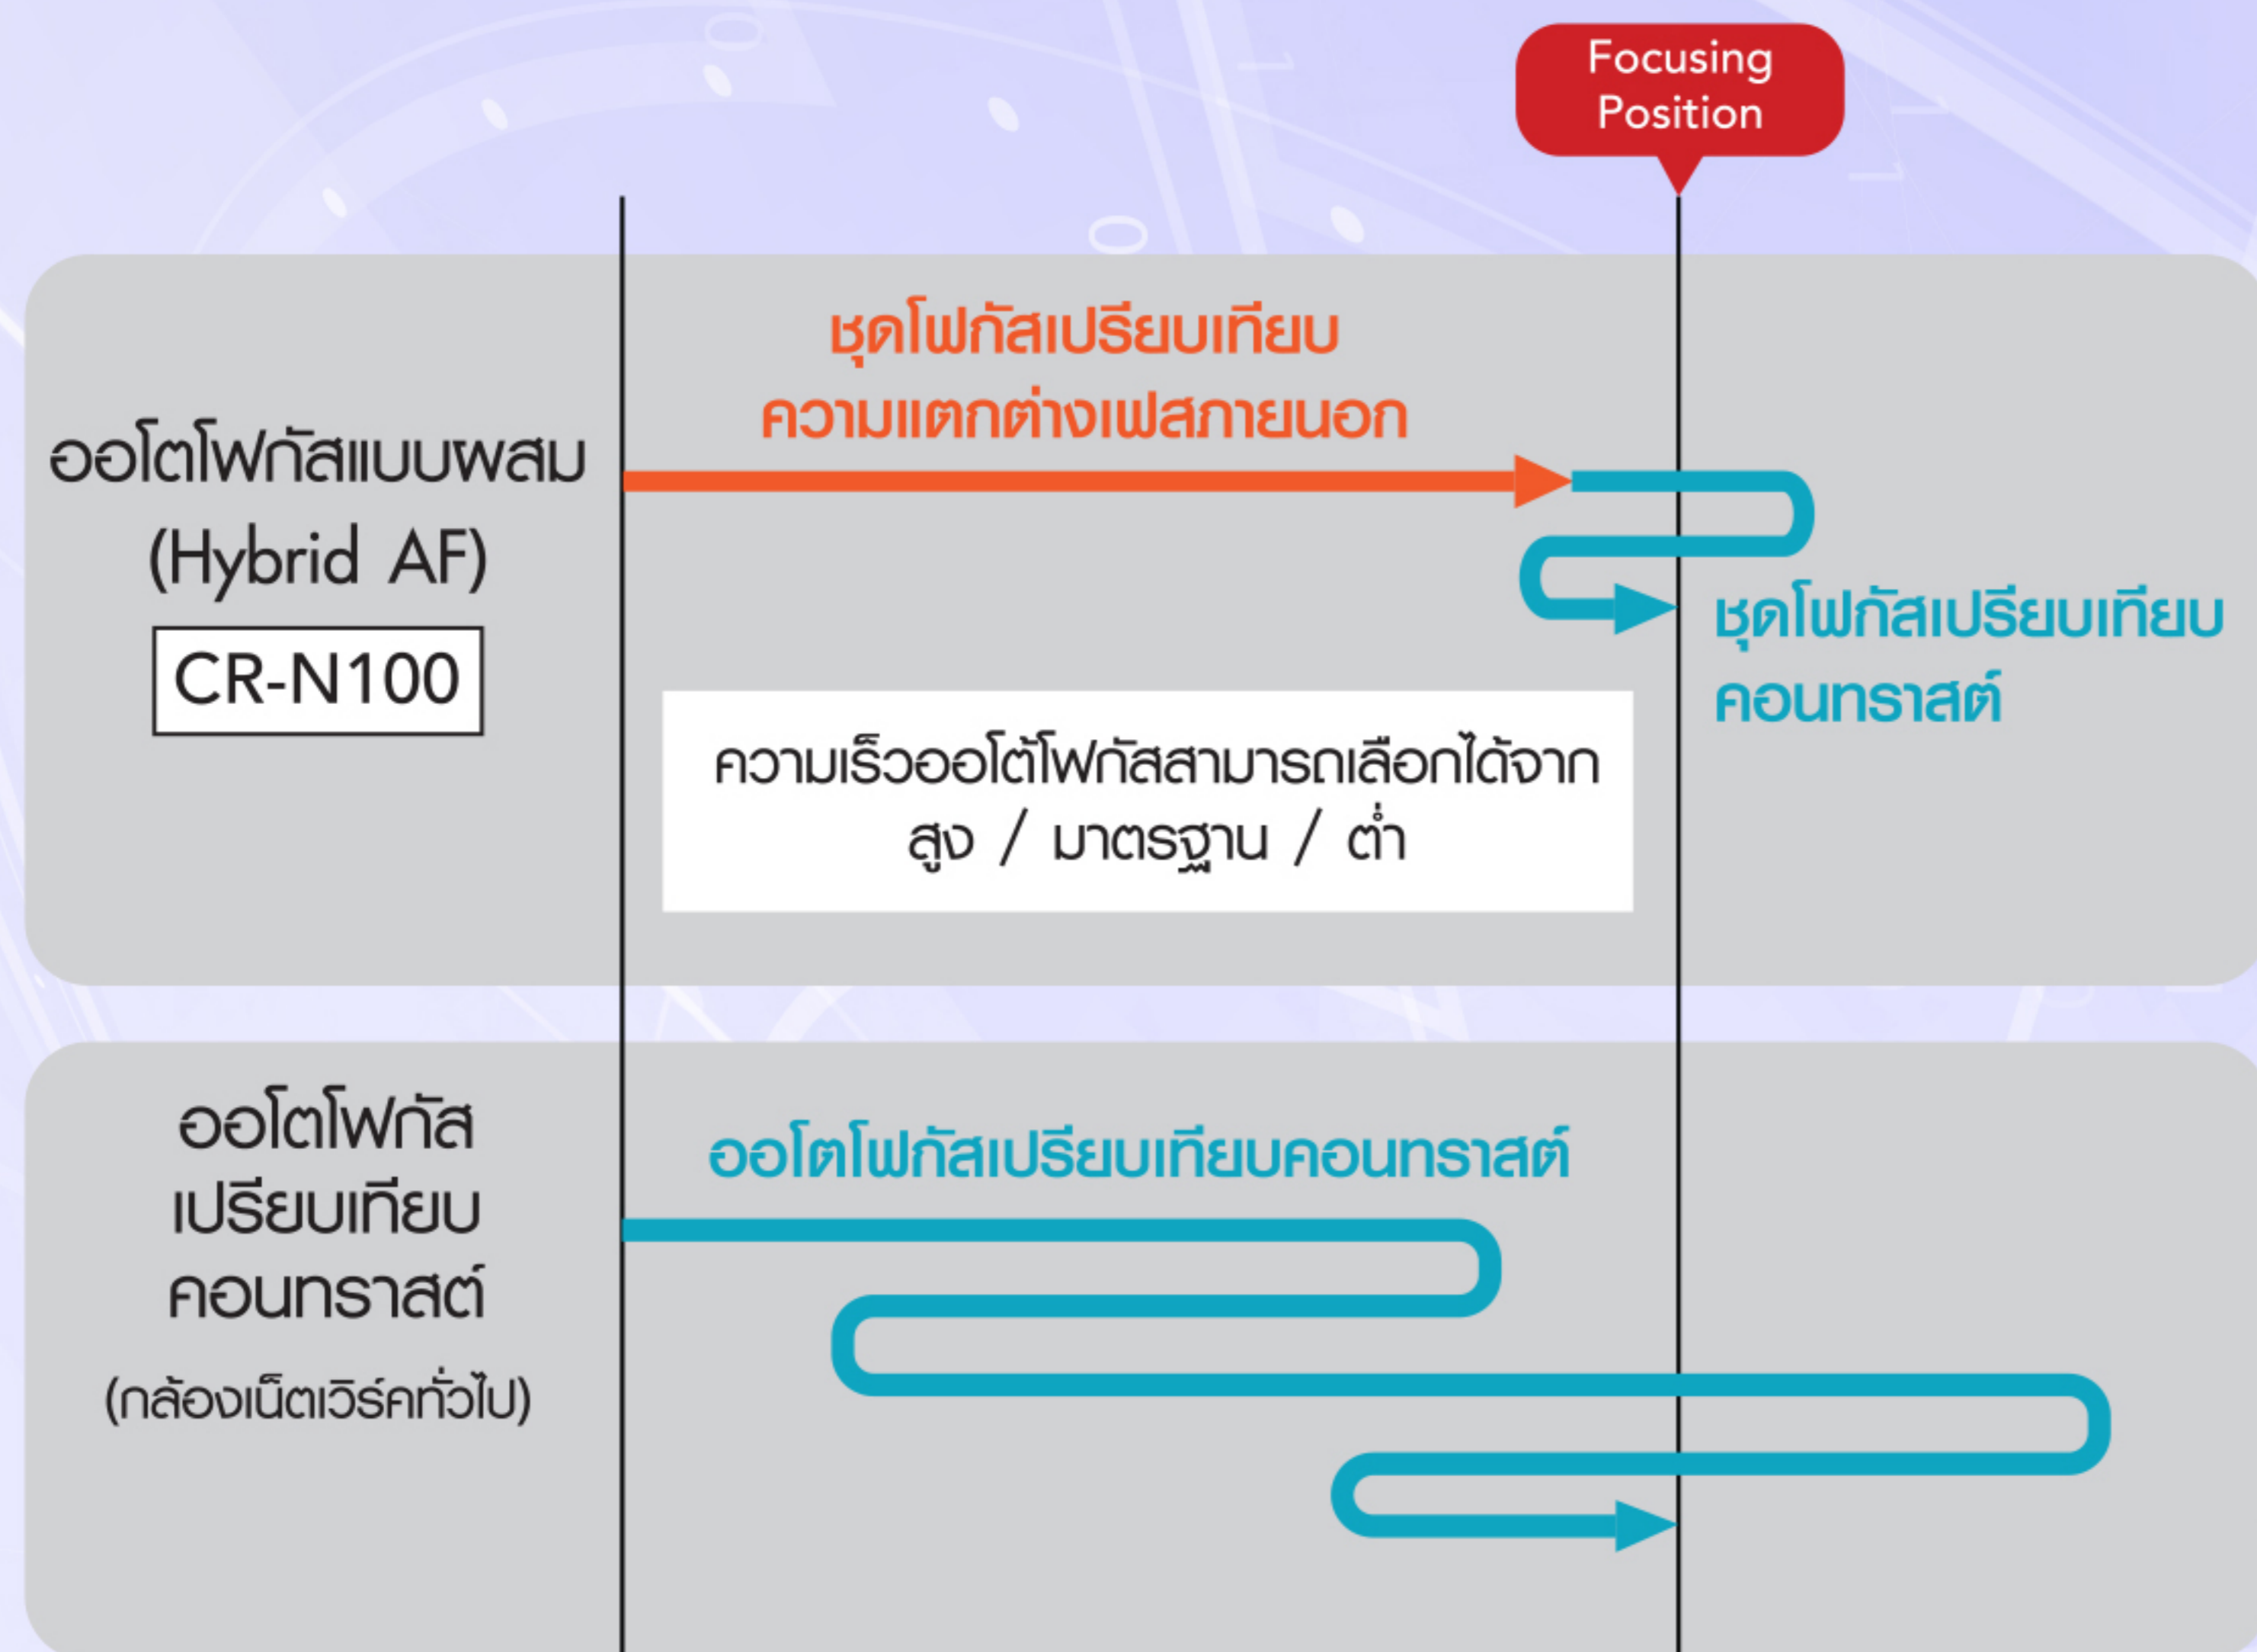 Focusing
Position
ชุดโฟกัสเปรียบเทียบ
ความแตกต่างเฟสภายนอก
ออโตโฟกัสแบบผสม
(Hybrid AF)
CR-N100
ชุดโฟกัสเปรียบเทียบ
คอนทราสต์
ความเร็วออโต้โฟกัสสามารถเลือกได้จาก
สูง / มาตรฐาน / ต่ำ
ออโตโฟกัส
เปรียบเทียบ
คอนทราสต์
(กล้องเน็ตเวิร์คทั่วไป)
ออโตโฟกัสเปรียบเทียบคอนทราสต์